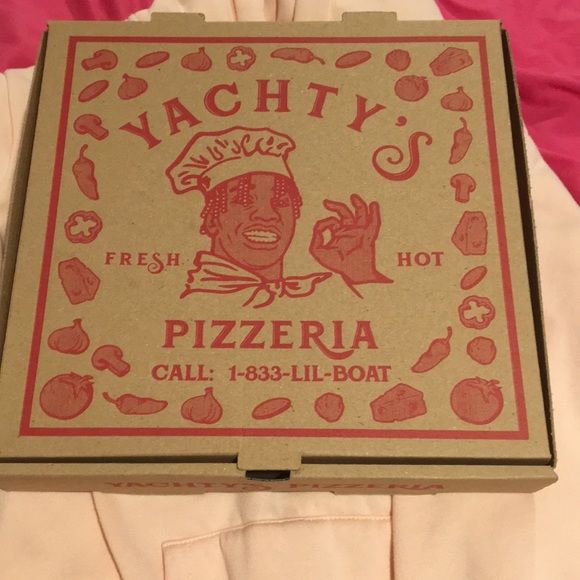 YACHTY'S
FRESH HOT
PIZZERIA
CALL: 1-833-LIL-BOAT
YACHTY'S PIZZERIA